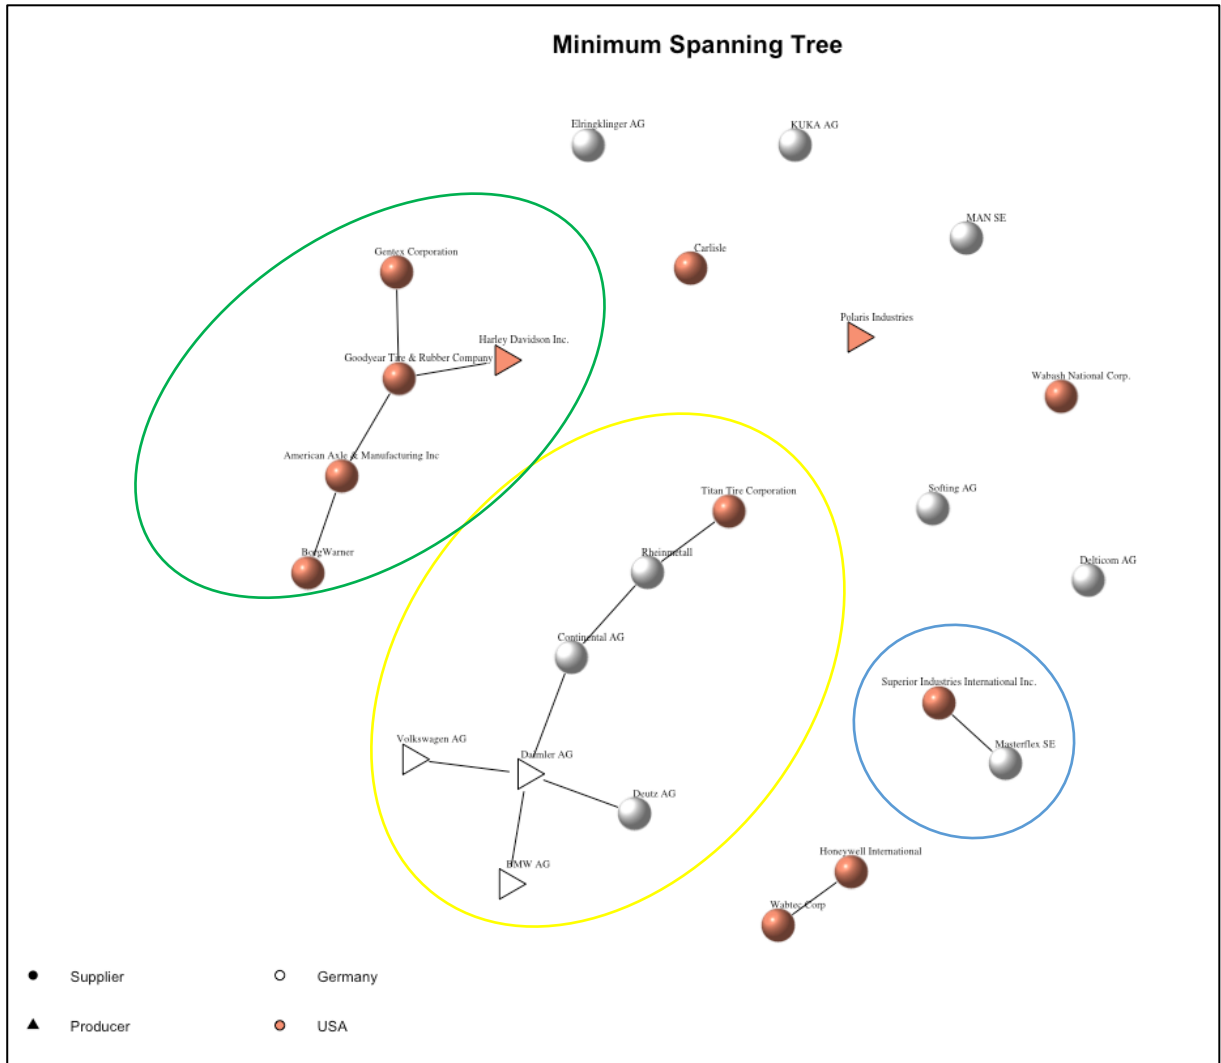 Minimum Spanning Tree
Elringklinger AG
KUKA AG
MAN SE
Carlisle
Gentex Corporation
Polaris Industries
Harley Davidson Inc.
Goodyear Tire & Rubber Company
Wabash National Corp.
American Axle & Manufacturing Inc
Titan Tire Corporation
Softing AG
BorgWarner
Rheinmetall
Delticom AG
Continental AG
Superior Industries International Inc.
Volkswagen AG
Daimler AG
Masterflex SE
Deutz AG
Honeywell International
BMW AG
Wabtec Corp
Supplier
Germany
Producer
USA